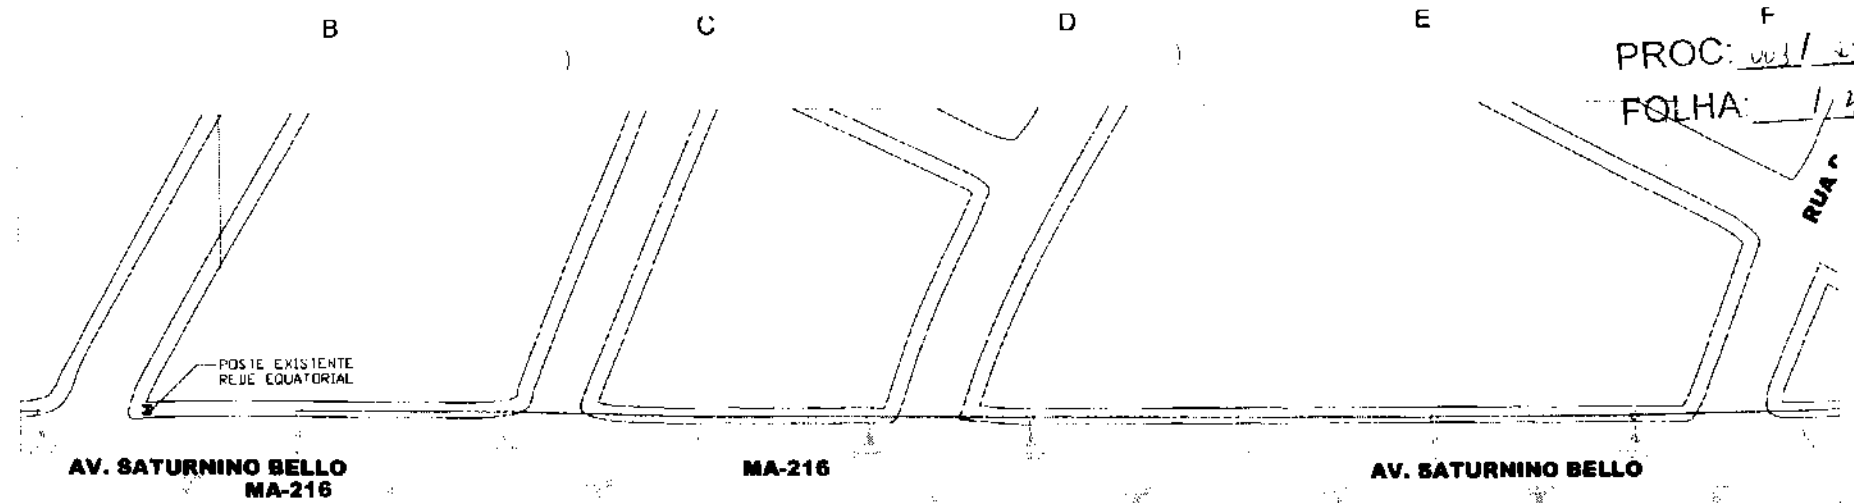 B
C
D
E
F
PROC:
FOLHA:
RUA
POSTE EXISTENTE
REDE EQUATORIAL
AV. SATURNINO BELLO
MA-216
MA-216
AV. SATURNINO BELLO